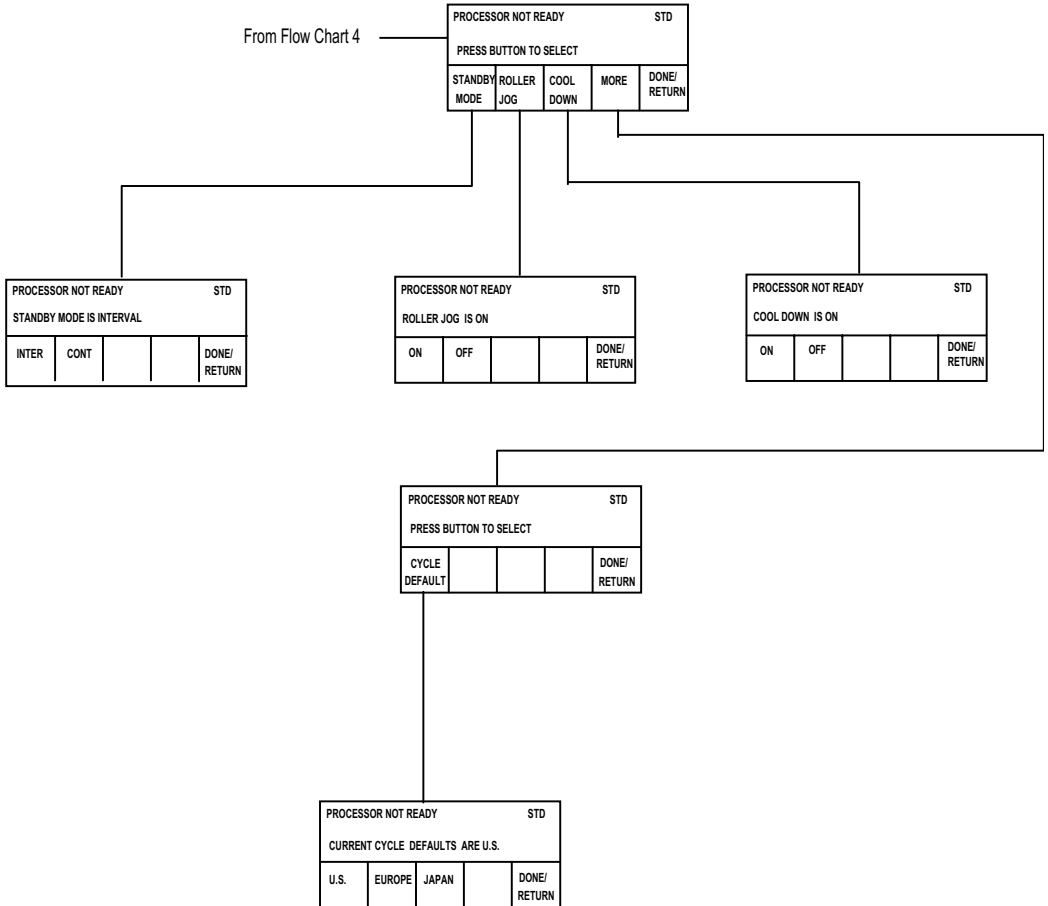 PROCESSOR NOT READY STD
From Flow Chart 4
PRESS BUTTON TO SELECT
STANDBY MODE
ROLLER JOG
COOL DOWN
MORE
DONE/ RETURN
PROCESSOR NOT READY STD
STANDBY MODE IS INTERVAL
INTER CONT DONE/ RETURN
PROCESSOR NOT READY STD
ROLLER JOG IS ON
ON OFF DONE/ RETURN
PROCESSOR NOT READY STD
COOL DOWN IS ON
ON OFF DONE/ RETURN
PROCESSOR NOT READY STD
PRESS BUTTON TO SELECT
CYCLE DEFAULT
DONE/ RETURN
PROCESSOR NOT READY STD
CURRENT CYCLE DEFAULTS ARE U.S.
U.S. EUROPE JAPAN DONE/ RETURN